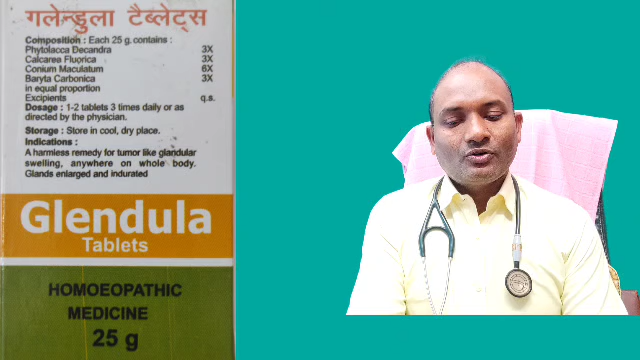 गलेन्डुला टैब्लेट्स
Composition : Each 25 g. contains :
Phytolacca Decandra 3X
Calcarea Fluorica 3X
Conium Maculatum 6X
Baryta Carbonica 3X
in equal proportion
Excipients q.s.
Dosage : 1-2 tablets 3 times daily or as
directed by the physician.
Storage : Store in cool, dry place.
Indications :
A harmless remedy for tumor like glandular
swelling, anywhere on whole body.
Glands enlarged and indurated
Glendula
Tablets
HOMOEOPATHIC
MEDICINE
25 g